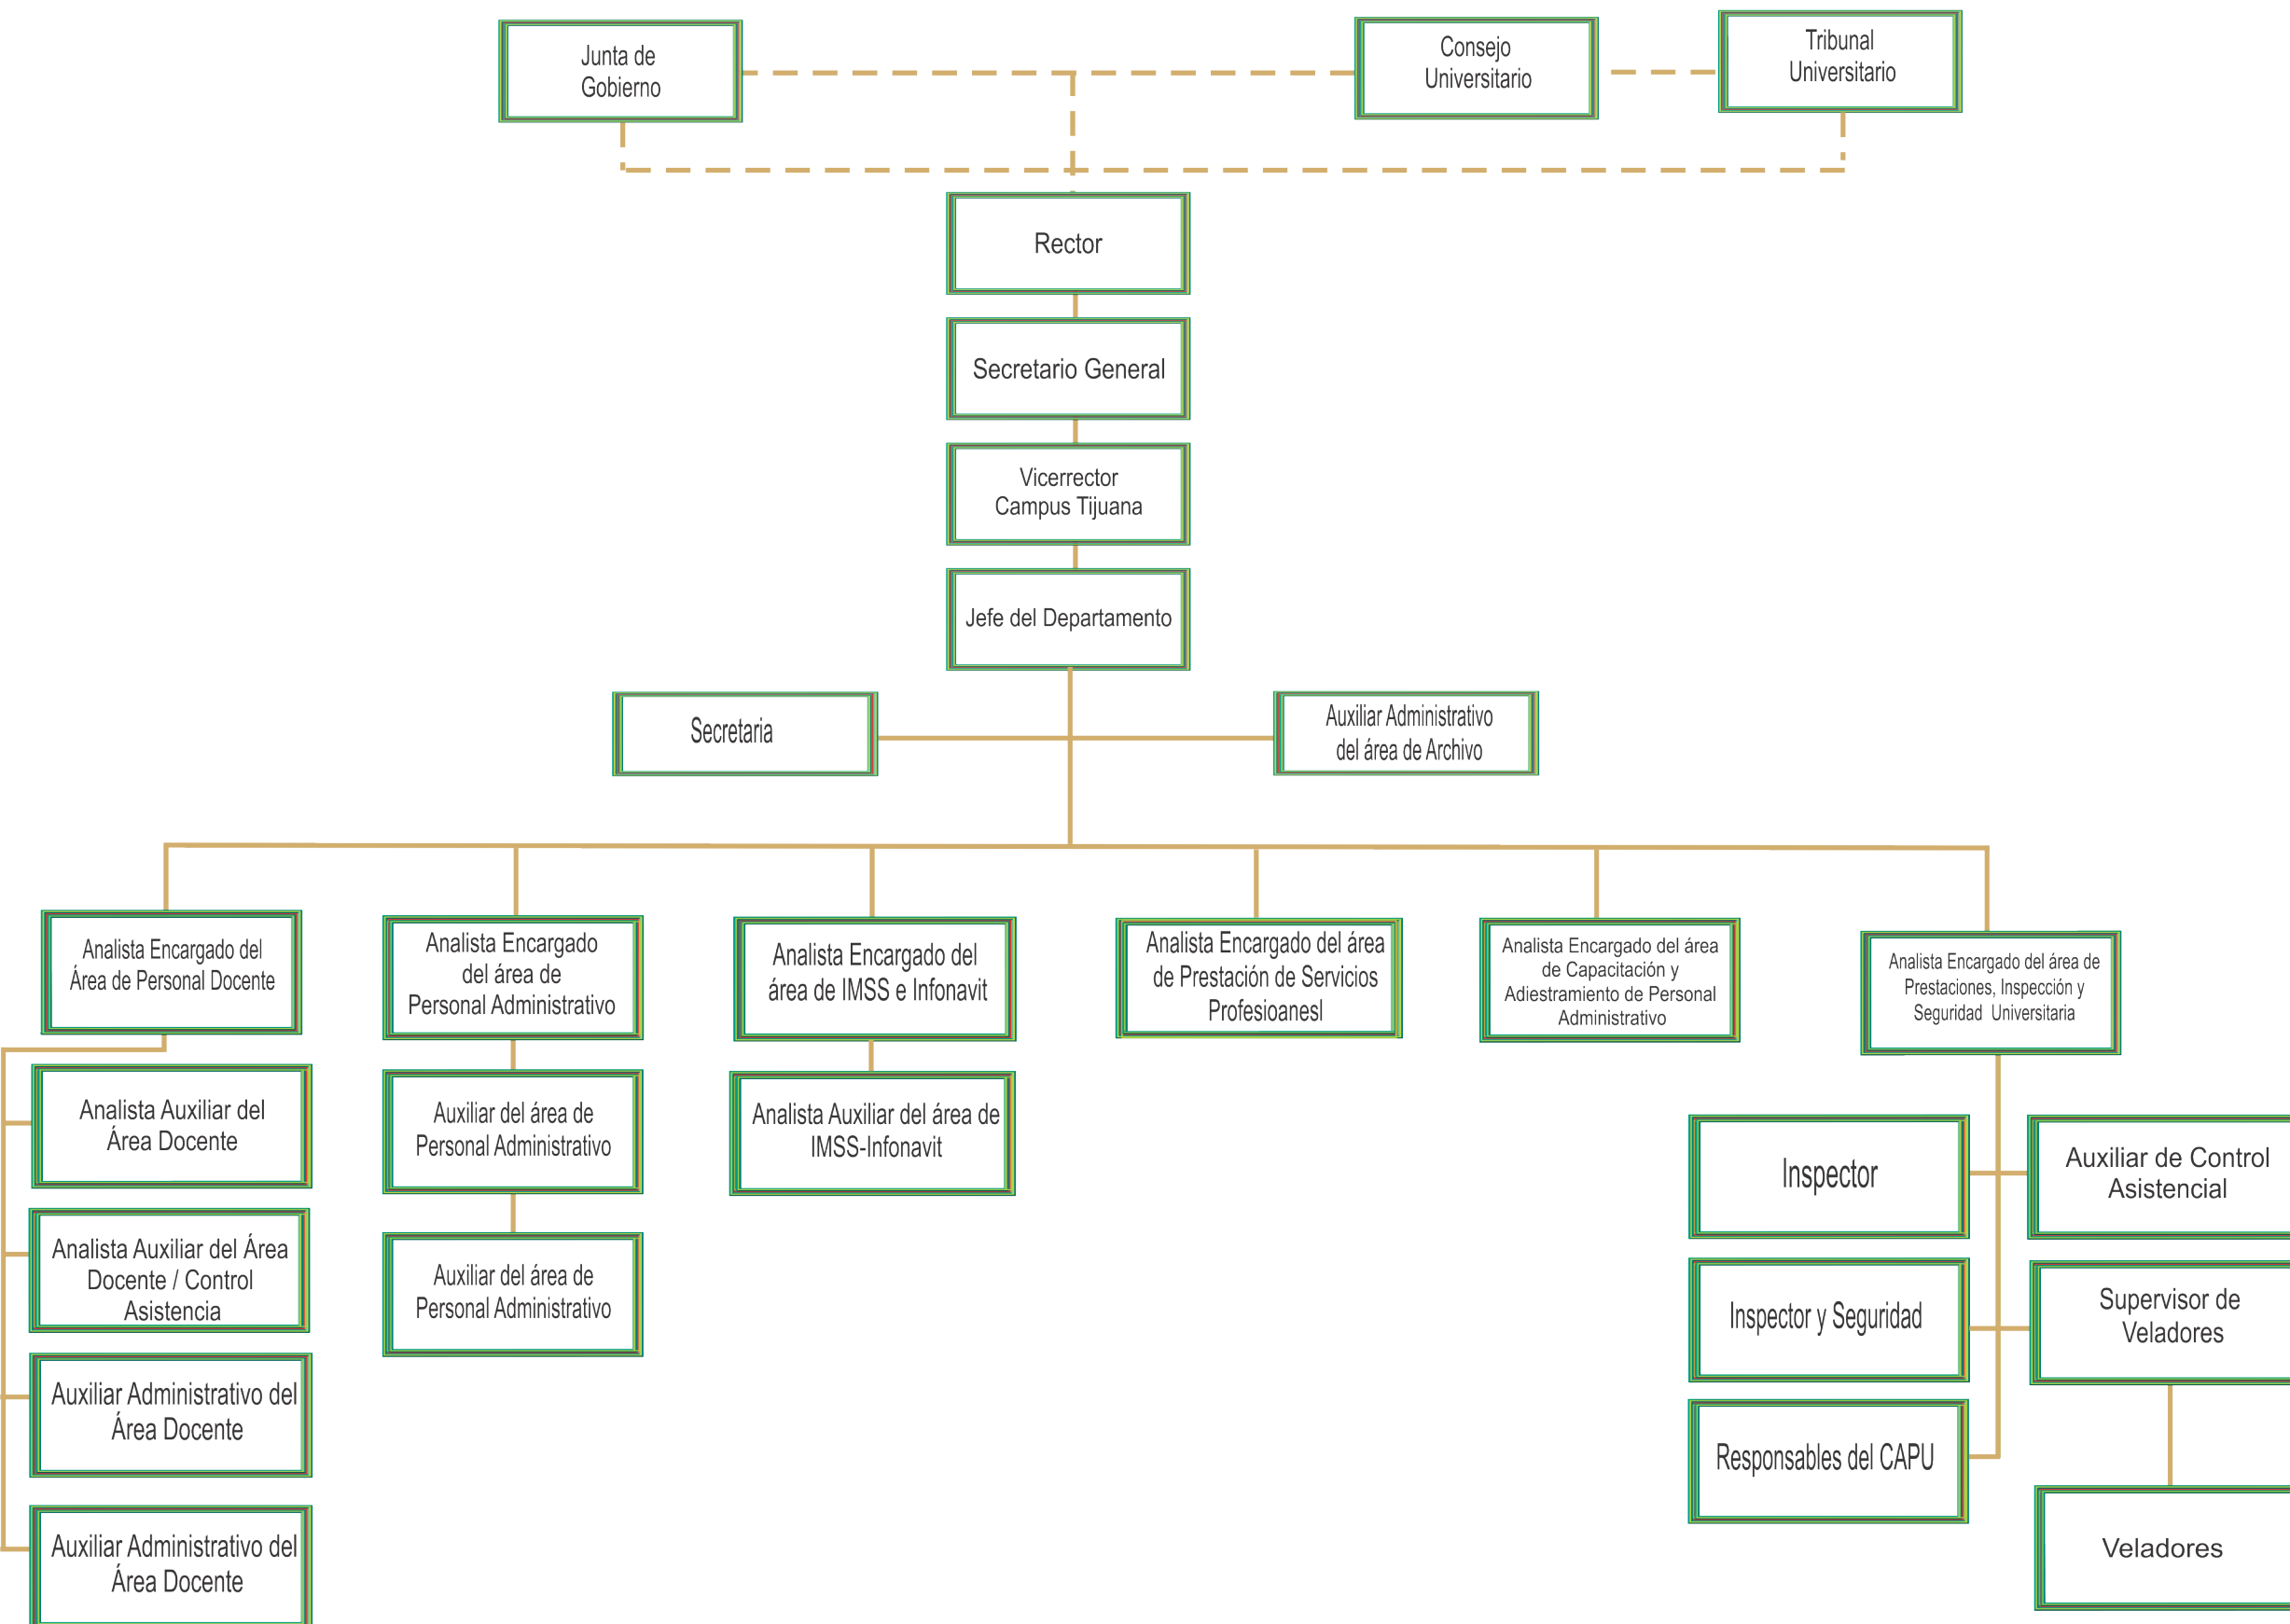 Junta de
Gobierno
Consejo
Universitario
Tribunal
Universitario
Rector
Secretario General
Vicerrector
Campus Tijuana
Jefe del Departamento
Secretaria
Auxiliar Administrativo
del área de Archivo
Analista Encargado del
Área de Personal Docente
Analista Encargado
del área de
Personal Administrativo
Analista Encargado del
área de IMSS e Infonavit
Analista Encargado del área
de Prestación de Servicios
Profesioanesl
Analista Encargado del área
de Capacitación y
Adiestramiento de Personal
Administrativo
Analista Encargado del área de
Prestaciones, Inspección y
Seguridad Universitaria
Analista Auxiliar del
Área Docente
Auxiliar del área de
Personal Administrativo
Analista Auxiliar del área de
IMSS-Infonavit
Inspector
Auxiliar de Control
Asistencial
Analista Auxiliar del Área
Docente / Control
Asistencia
Auxiliar del área de
Personal Administrativo
Inspector y Seguridad
Supervisor de
Veladores
Auxiliar Administrativo del
Área Docente
Responsables del CAPU
Auxiliar Administrativo del
Área Docente
Veladores